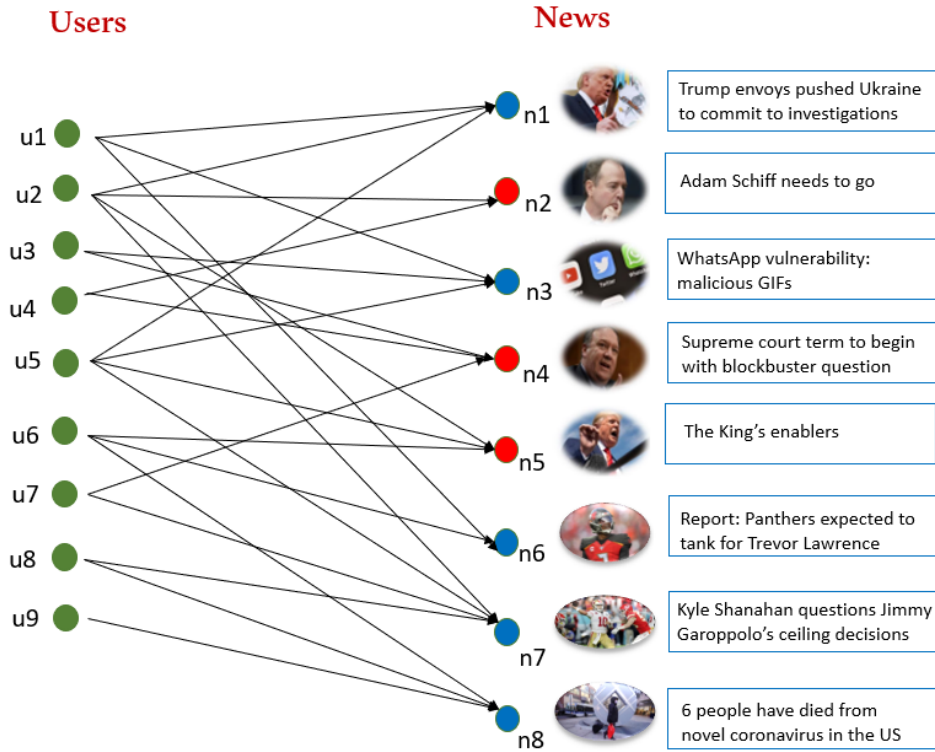 Users
News
u1
u2
u3
u4
u5
u6
u7
u8
u9
n1
Trump envoys pushed Ukraine
to commit to investigations
n2
Adam Schiff needs to go
n3
WhatsApp vulnerability:
malicious GIFs
n4
Supreme court term to begin
with blockbuster question
n5
The King’s enablers
n6
Report: Panthers expected to
tank for Trevor Lawrence
n7
Kyle Shanahan questions Jimmy
Garoppolo’s ceiling decisions
n8
6 people have died from
novel coronavirus in the US